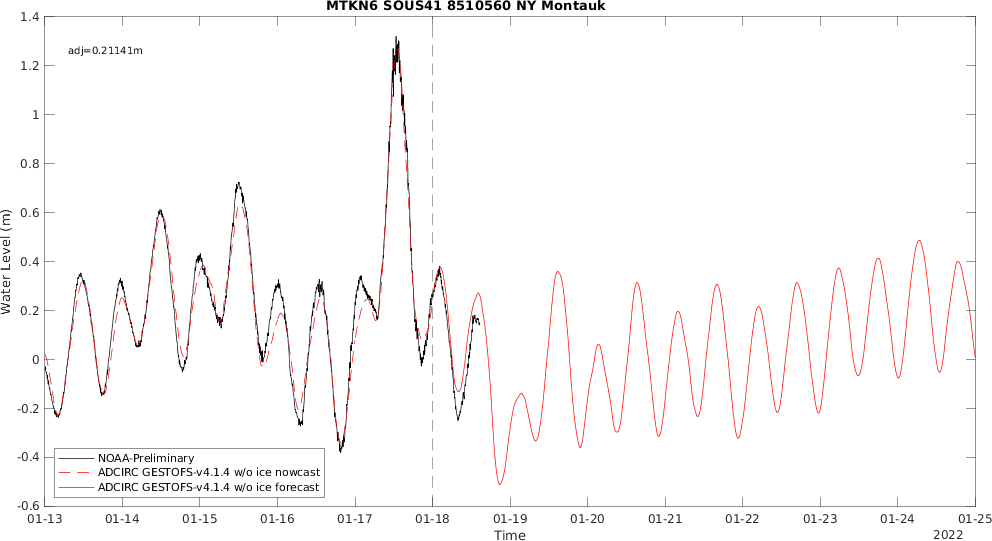 MTKN6 SOUS41 8510560 NY Montauk
1.4
1.2
1
0.8
0.6
0.4
0.2
0
-0.2
-0.4
-0.6
Water Level (m)
adj=0.21141m
NOAA-Preliminary
ADCIRC GESTOFS-v4.1.4 w/o ice nowcast
ADCIRC GESTOFS-v4.1.4 w/o ice forecast
01-13 01-14 01-15 01-16 01-17 01-18 01-19 01-20 01-21 01-22 01-23 01-24 01-25
Time
2022